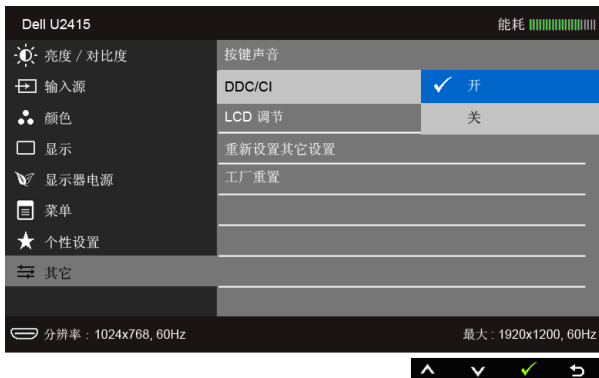 Dell U2415
能耗
亮度 / 对比度
按键声音
输入源
DDC/CI
开
颜色
LCD 调节
关
显示
重新设置其它设置
显示器电源
工厂重置
菜单
个性设置
其它
分辨率 : 1024x768, 60Hz
最大 : 1920x1200, 60Hz